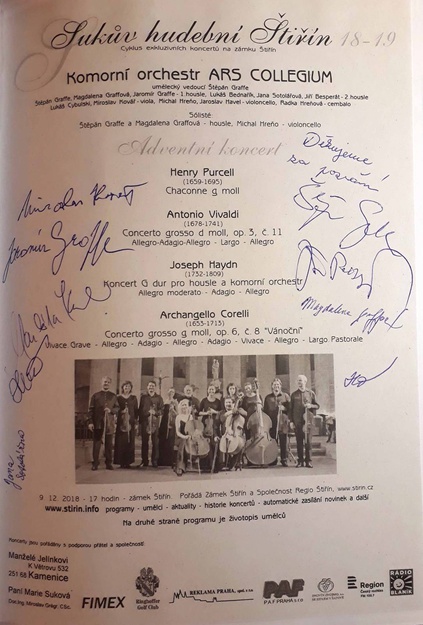 Sukův hudební Štiřín 18-19
Cyklus exkluzivních koncertů na zámku Štiřín
Komorní orchestr ARS COLLEGIUM
umělecký vedoucí Štěpán Graffe
Štěpán Graffe, Magdalena Graffová, Jaromír Graffe - 1.housle, Lukáš Bednařík, Jana Sotolářová, Jiří Besperát - 2.housle
Lukáš Cybulski, Miroslav Kovář - viola, Michal Hreňo, Jaroslav Havel - violoncello, Radka Hreňová - cembalo
Sólisté:
Štěpán Graffe a Magdalena Graffová - housle, Michal Hreňo - violoncello
Adventní koncert
Děkujeme
za pozvání
Henry Purcell
(1659-1695)
Chaconne g moll
Miroslav Kovář
Antonio Vivaldi
(1678-1741)
Concerto grosso d moll, op. 3, č. 11
Allegro-Adagio-Allegro - Largo - Allegro
Jaromír Graffe
Joseph Haydn
(1732-1809)
Koncert G dur pro housle a komorní orchestr
Allegro moderato - Adagio - Allegro
Magdalena Graffová
Archangello Corelli
(1653-1713)
Concerto grosso g moll, op. 6, č. 8 "Vánoční"
Vivace Grave - Allegro - Adagio - Allegro - Adagio - Vivace - Allegro - Largo Pastorale
Jana
9. 12. 2018 - 17 hodin - zámek Štiřín. Pořádá Zámek Štiřín a Společnost Regio Štiřín, www.stirin.cz
www.stirin.info programy - umělci - aktuality - historie koncertů - automatické zasílání novinek a další
Na druhé straně programu je životopis umělců
Koncerty jsou pořádány s podporou přátel a společností:
Manželé Jelínkovi
K Větrovu 532
251 68 Kamenice
Paní Marie Suková
FIMEX
Ringhoffer
Golf Club
REKLAMA PRAHA, spol. s r.o.
PAF
P.A.F PRAHA s.r.o.
Region
RADIO
BLANÍK